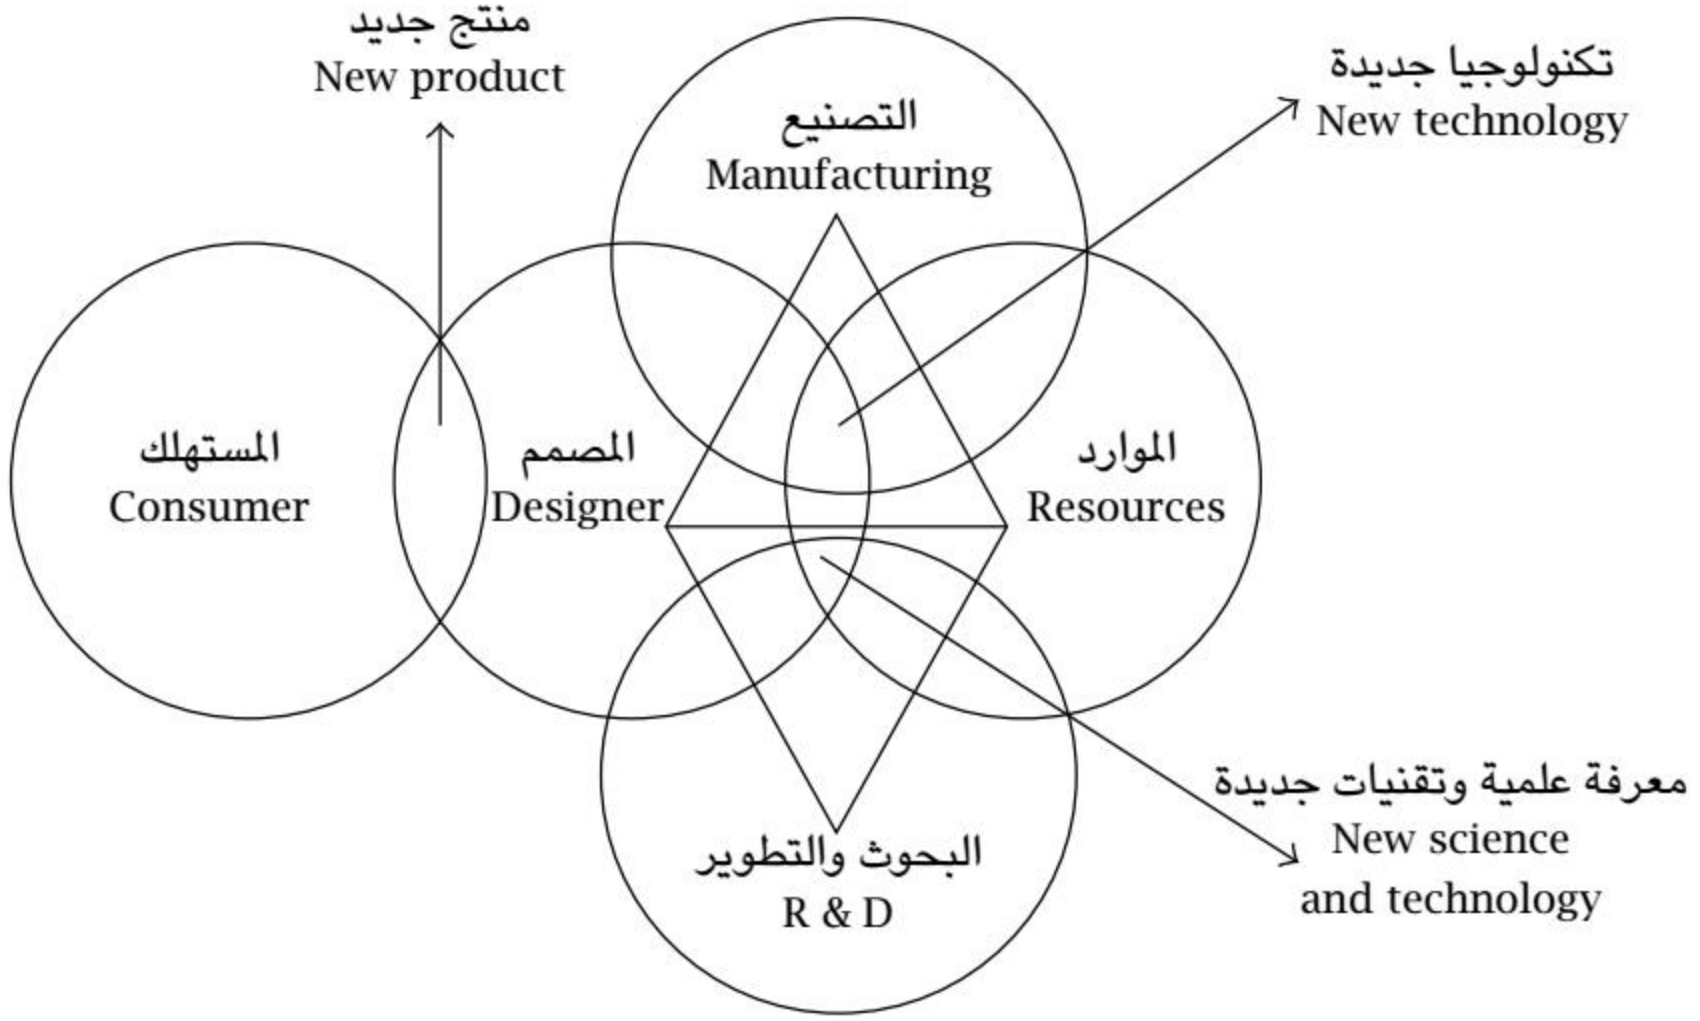 منتج جديد
New product
تكنولوجيا جديدة
New technology
التصنيع
Manufacturing
المستهلك
Consumer
المصمم
Designer
الموارد
Resources
البحوث والتطوير
R & D
معرفة علمية وتقنيات جديدة
New science
and technology